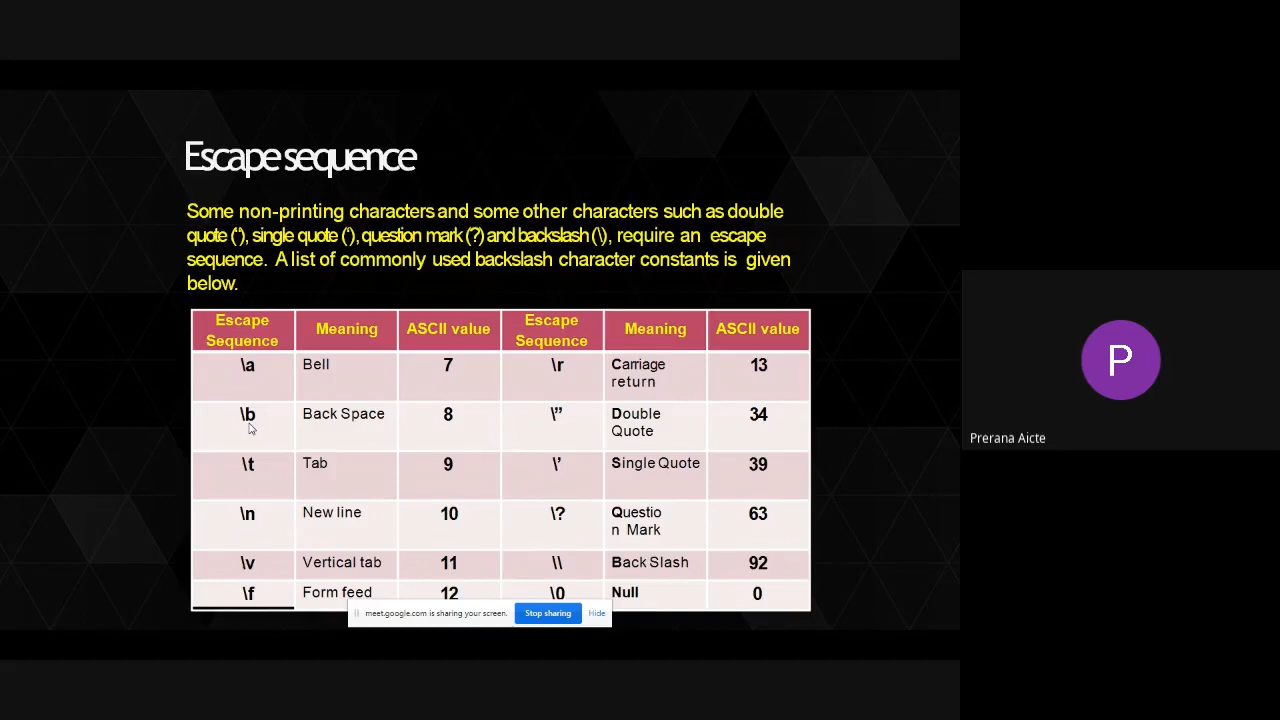 Escape sequence
Some non-printing characters and some other characters such as double
quote ("), single quote ('), question mark (?) and backslash (\), require an escape
sequence. A list of commonly used backslash character constants is given
below.
Escape Sequence Meaning ASCII value Escape Sequence Meaning ASCII value
\a Bell 7 \r Carriage return 13
\b Back Space 8 \” Double Quote 34
\t Tab 9 \’ Single Quote 39
\n New line 10 \? Questio n Mark 63
\v Vertical tab 11 \\ Back Slash 92
\f Form feed 12 \0 Null 0
meet.google.com is sharing your screen. Stop sharing Hide
P
Prerana Aicte